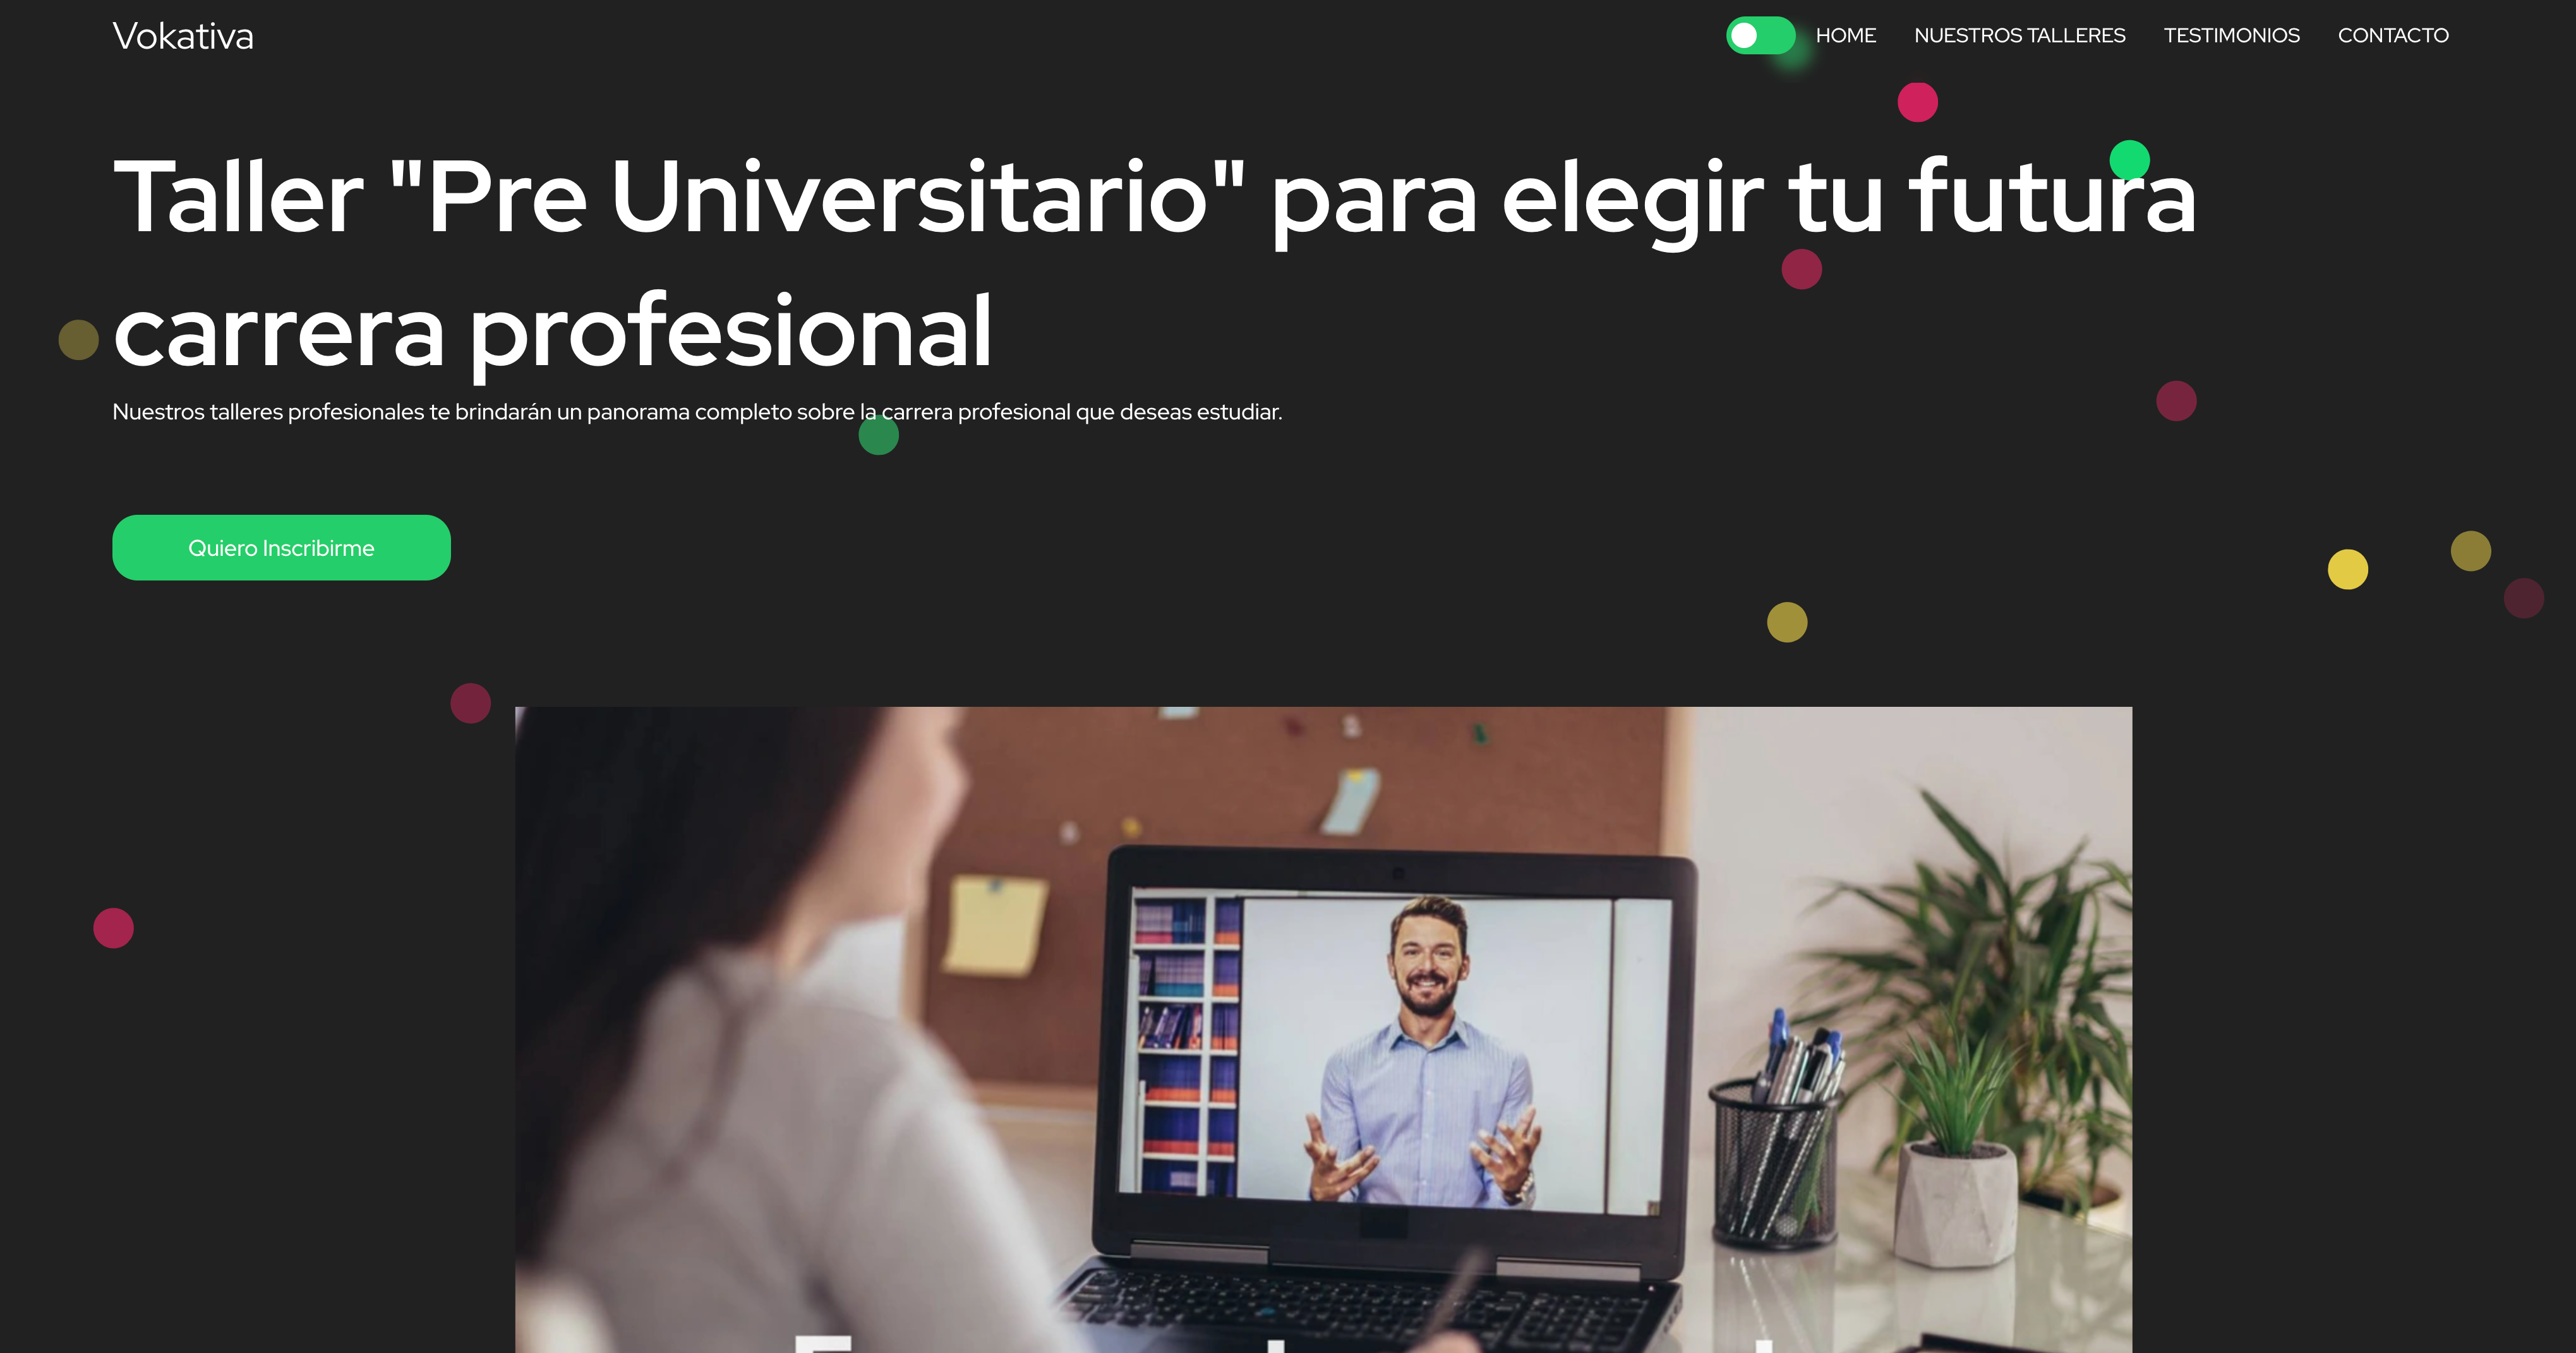 Vokativa
HOME NUESTROS TALLERES TESTIMONIOS CONTACTO
Taller "Pre Universitario" para elegir tu futura
carrera profesional
Nuestros talleres profesionales te brindarán un panorama completo sobre la carrera profesional que deseas estudiar.
Quiero Inscribirme